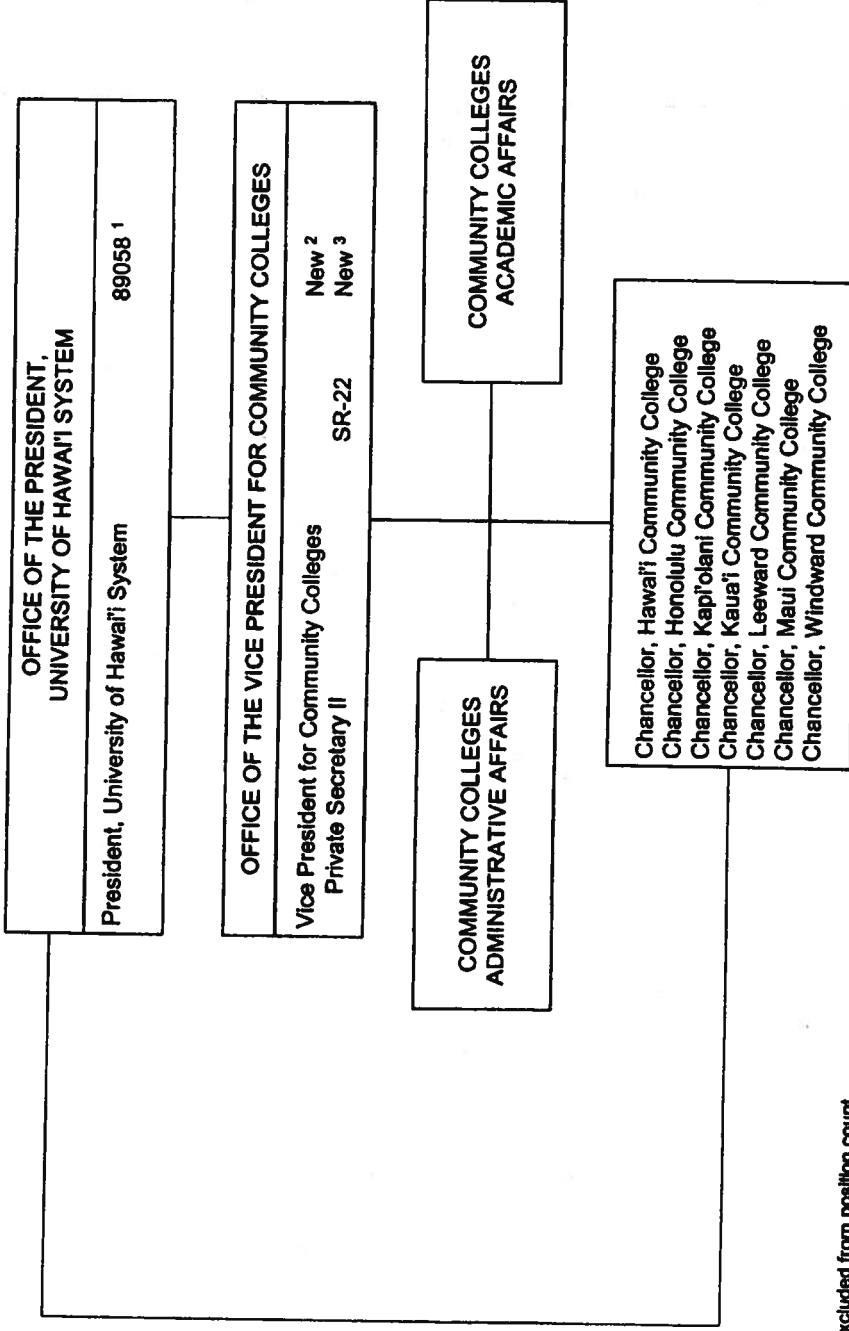 OFFICE OF THE PRESIDENT,
UNIVERSITY OF HAWAI'I SYSTEM
President, University of Hawai'i System 89058 ¹
OFFICE OF THE VICE PRESIDENT FOR COMMUNITY COLLEGES
Vice President for Community Colleges New ²
Private Secretary II SR-22 New ³
COMMUNITY COLLEGES
ADMINISTRATIVE AFFAIRS
COMMUNITY COLLEGES
ACADEMIC AFFAIRS
Chancellor, Hawai'i Community College
Chancellor, Honolulu Community College
Chancellor, Kapi'olani Community College
Chancellor, Kaua'i Community College
Chancellor, Leeward Community College
Chancellor, Maui Community College
Chancellor, Windward Community College
from position count